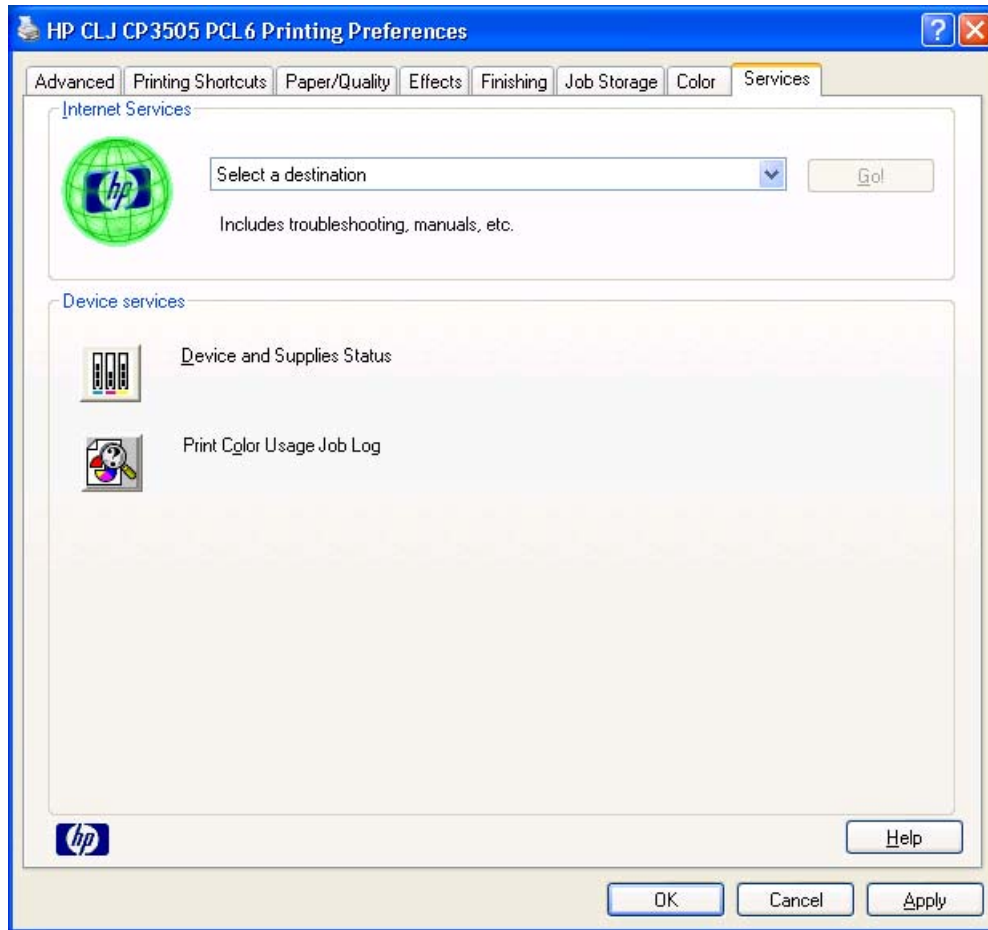 HP CLJ CP3505 PCL6 Printing Preferences
Advanced Printing Shortcuts Paper/Quality Effects Finishing Job Storage Color Services
Internet Services
hp
Select a destination
Go!
Includes troubleshooting, manuals, etc.
Device services
Device and Supplies Status
Print Color Usage Job Log
hp
Help
OK Cancel Apply